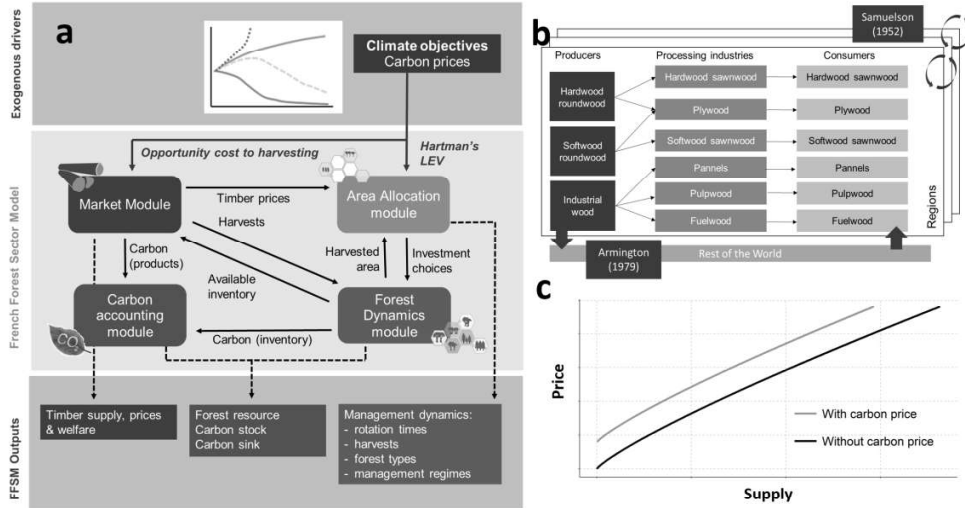 a
Exogenous drivers
Climate objectives
Carbon prices
French Forest Sector Model
Opportunity cost to harvesting
Hartman's
LEV
Market Module
Timber prices
Area Allocation
module
Harvests
Carbon
(products)
Available
inventory
Harvested
area
Investment
choices
Carbon
accounting
module
CO2
Carbon (inventory)
Forest
Dynamics
module
FFSM Outputs
Timber supply, prices
& welfare
Forest resource
Carbon stock
Carbon sink
Management dynamics:
- rotation times
- harvests
- forest types
- management regimes
b
Samuelson
(1952)
Producers
Processing industries
Consumers
Hardwood
roundwood
Softwood
roundwood
Industrial
wood
Hardwood sawnwood
Plywood
Softwood sawnwood
Pannels
Pulpwood
Fuelwood
Hardwood sawnwood
Plywood
Softwood sawnwood
Pannels
Pulpwood
Fuelwood
Regions
Armington
(1979)
Rest of the World
c
Price
With carbon price
Without carbon price
Supply